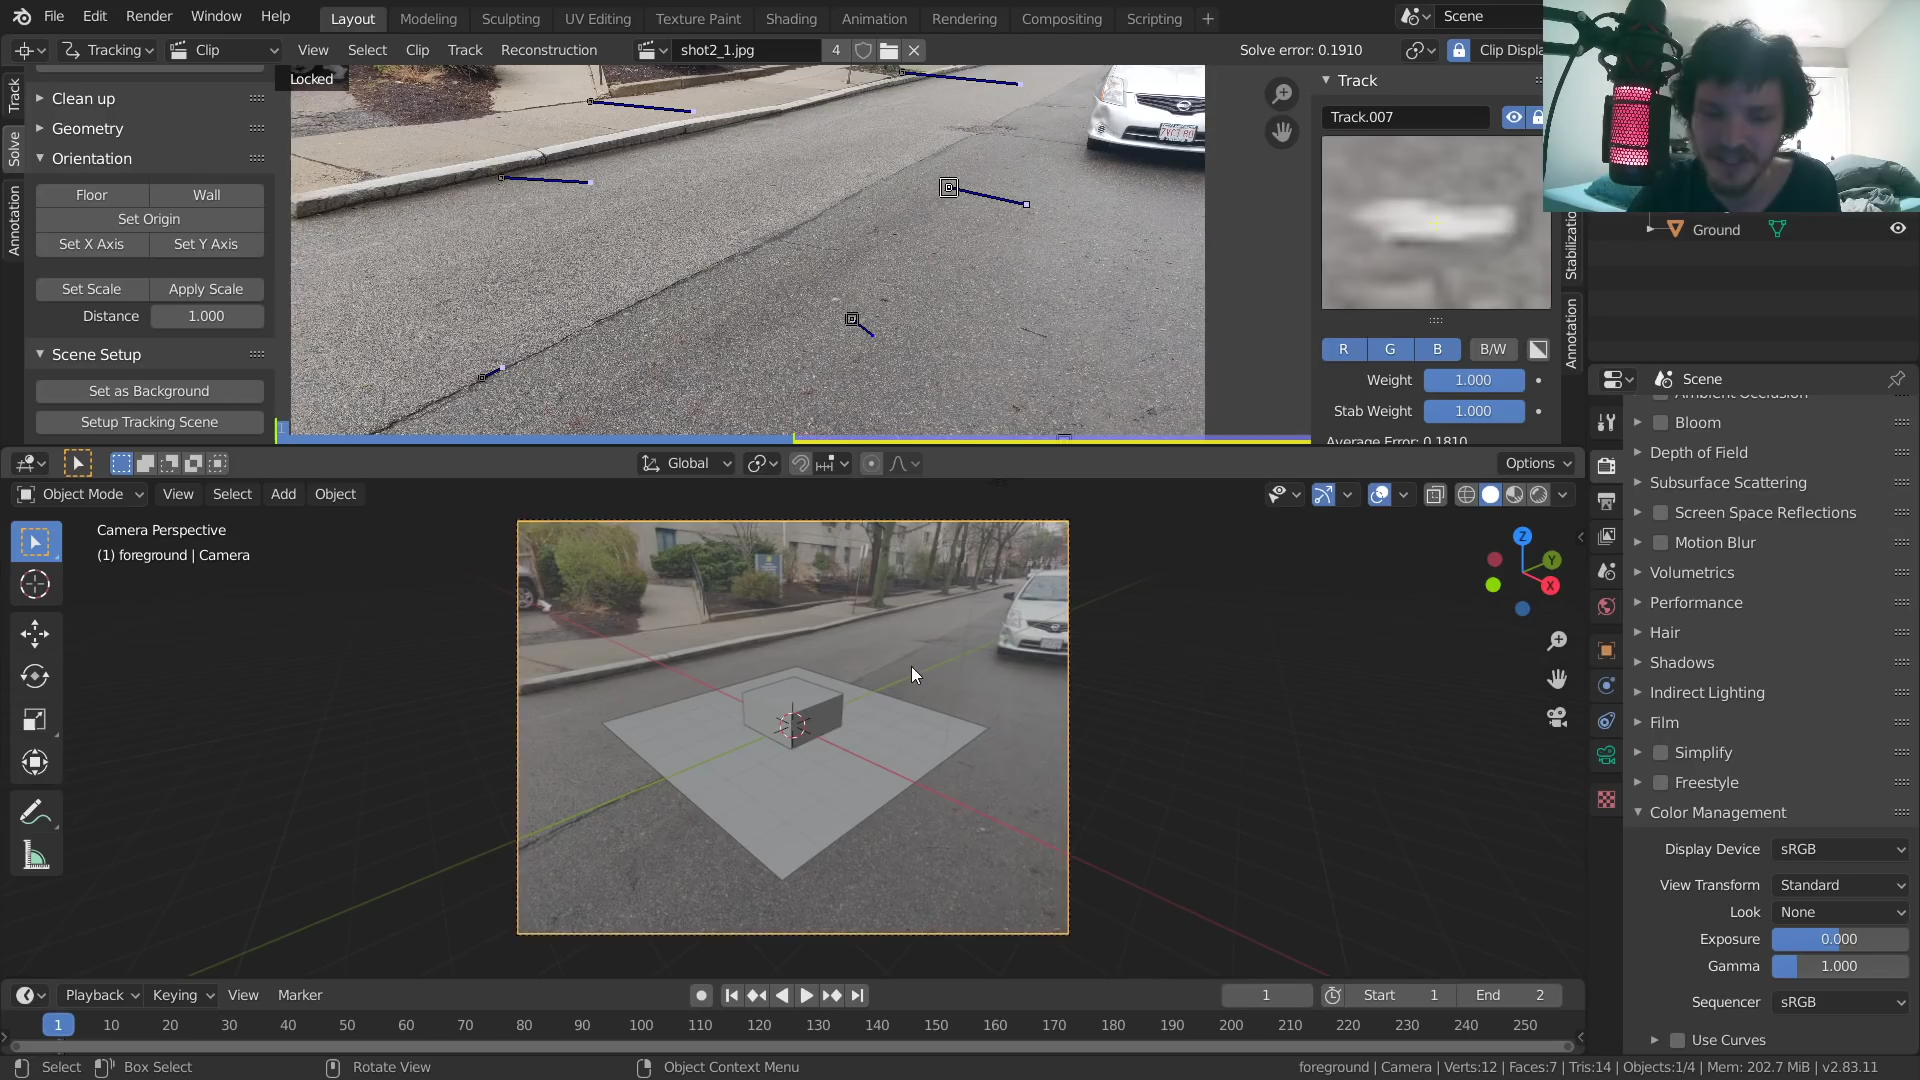 File Edit Render Window Help Layout Modeling Sculpting UV Editing Texture Paint Shading Animation Rendering Compositing Scripting + Scene
Tracking Clip View Select Clip Track Reconstruction shot2_1.jpg 4 Solve error: 0.1910
Locked
Track
Solve
Annotation
Clean up
Geometry
Orientation
Floor Wall
Set Origin
Set X Axis Set Y Axis
Set Scale Apply Scale
Distance 1.000
Scene Setup
Set as Background
Setup Tracking Scene
1
Track
Track.007
R G B B/W
Weight 1.000
Stab Weight 1.000
Average Error: 0.1810
Stabilization
Annotation
Ground
Global Options
Object Mode View Select Add Object
Camera Perspective
(1) foreground | Camera
Z
Y
X
Scene
Ambient Occlusion
Bloom
Depth of Field
Subsurface Scattering
Screen Space Reflections
Motion Blur
Volumetrics
Performance
Hair
Shadows
Indirect Lighting
Film
Simplify
Freestyle
Color Management
Display Device sRGB
View Transform Standard
Look None
Exposure 0.000
Gamma 1.000
Sequencer sRGB
Use Curves
Playback Keying View Marker 1 Start 1 End 2
1 10 20 30 40 50 60 70 80 90 100 110 120 130 140 150 160 170 180 190 200 210 220 230 240 250
Select Box Select Rotate View Object Context Menu foreground | Camera | Verts:12 | Faces:7 | Tris:14 | Objects:1/4 | Mem: 202.7 MiB | v2.83.11